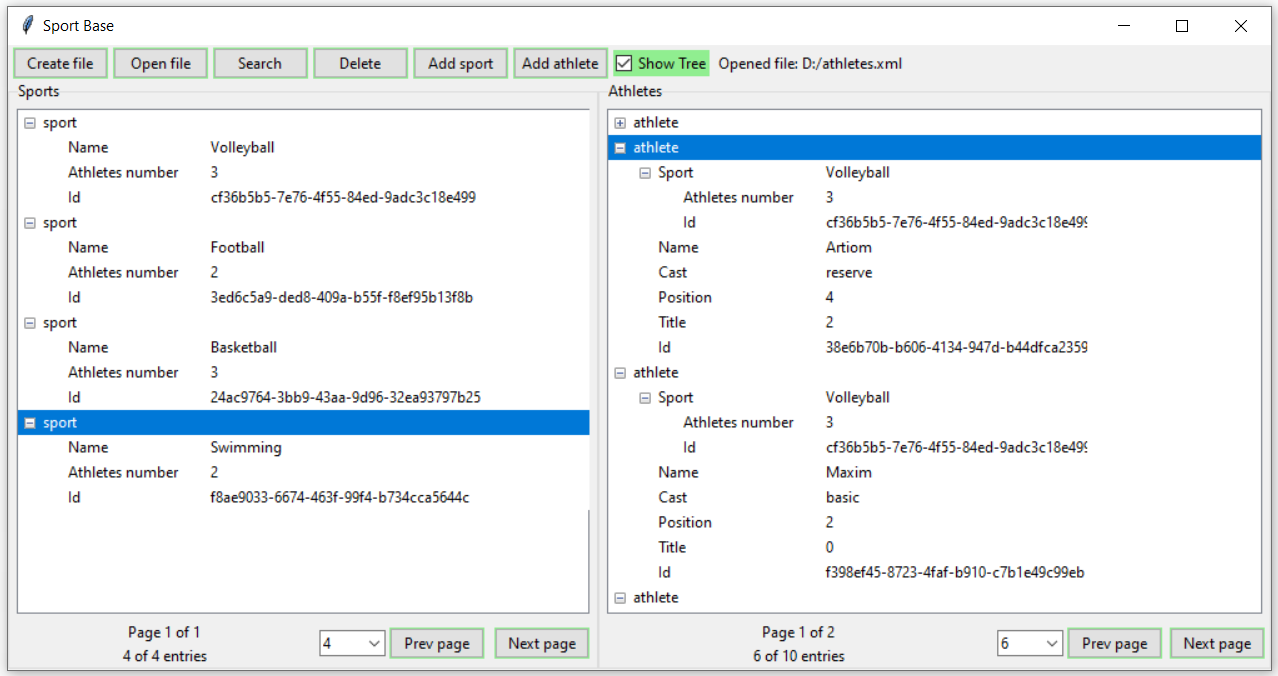 Sport Base
Create file Open file Search Delete Add sport Add athlete Show Tree Opened file: D:/athletes.xml
Sports
sport
Name Volleyball
Athletes number 3
Id cf36b5b5-7e76-4f55-84ed-9adc3c18e499
sport
Name Football
Athletes number 2
Id 3ed6c5a9-ded8-409a-b55f-f8ef95b13f8b
sport
Name Basketball
Athletes number 3
Id 24ac9764-3bb9-43aa-9d96-32ea93797b25
sport
Name Swimming
Athletes number 2
Id f8ae9033-6674-463f-99f4-b734cca5644c
Page 1 of 1
4 of 4 entries
4 Prev page Next page
Athletes
athlete
athlete
Sport Volleyball
Athletes number 3
Id cf36b5b5-7e76-4f55-84ed-9adc3c18e499
Name Artiom
Cast reserve
Position 4
Title 2
Id 38e6b70b-b606-4134-947d-b44dfca2359
athlete
Sport Volleyball
Athletes number 3
Id cf36b5b5-7e76-4f55-84ed-9adc3c18e499
Name Maxim
Cast basic
Position 2
Title 0
Id f398ef45-8723-4faf-b910-c7b1e49c99eb
athlete
Page 1 of 2
6 of 10 entries
6 Prev page Next page